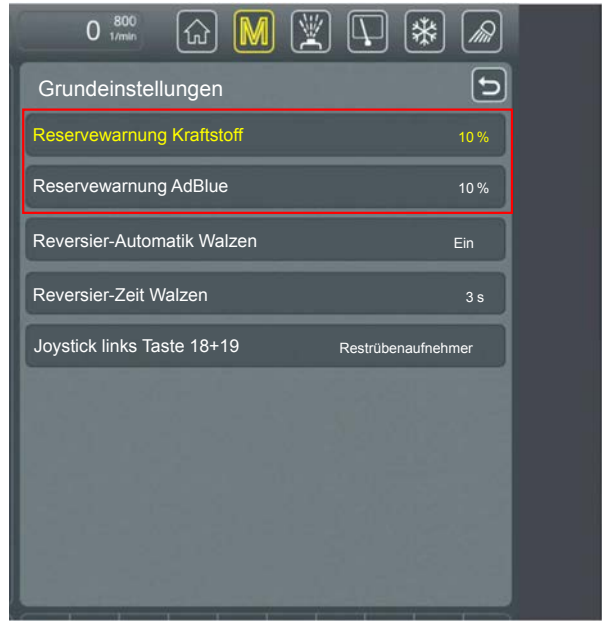 0 800 1/min M
Grundeinstellungen
Reservewarnung Kraftstoff 10 %
Reservewarnung AdBlue 10 %
Reversier-Automatik Walzen Ein
Reversier-Zeit Walzen 3 s
Joystick links Taste 18+19 Restrübenaufnehmer